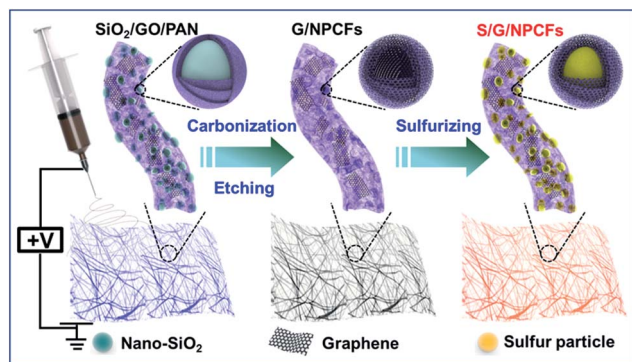 SiO₂/GO/PAN
G/NPCFs
S/G/NPCFs
Carbonization
Etching
Sulfurizing
+V
Nano-SiO₂
Graphene
Sulfur particle